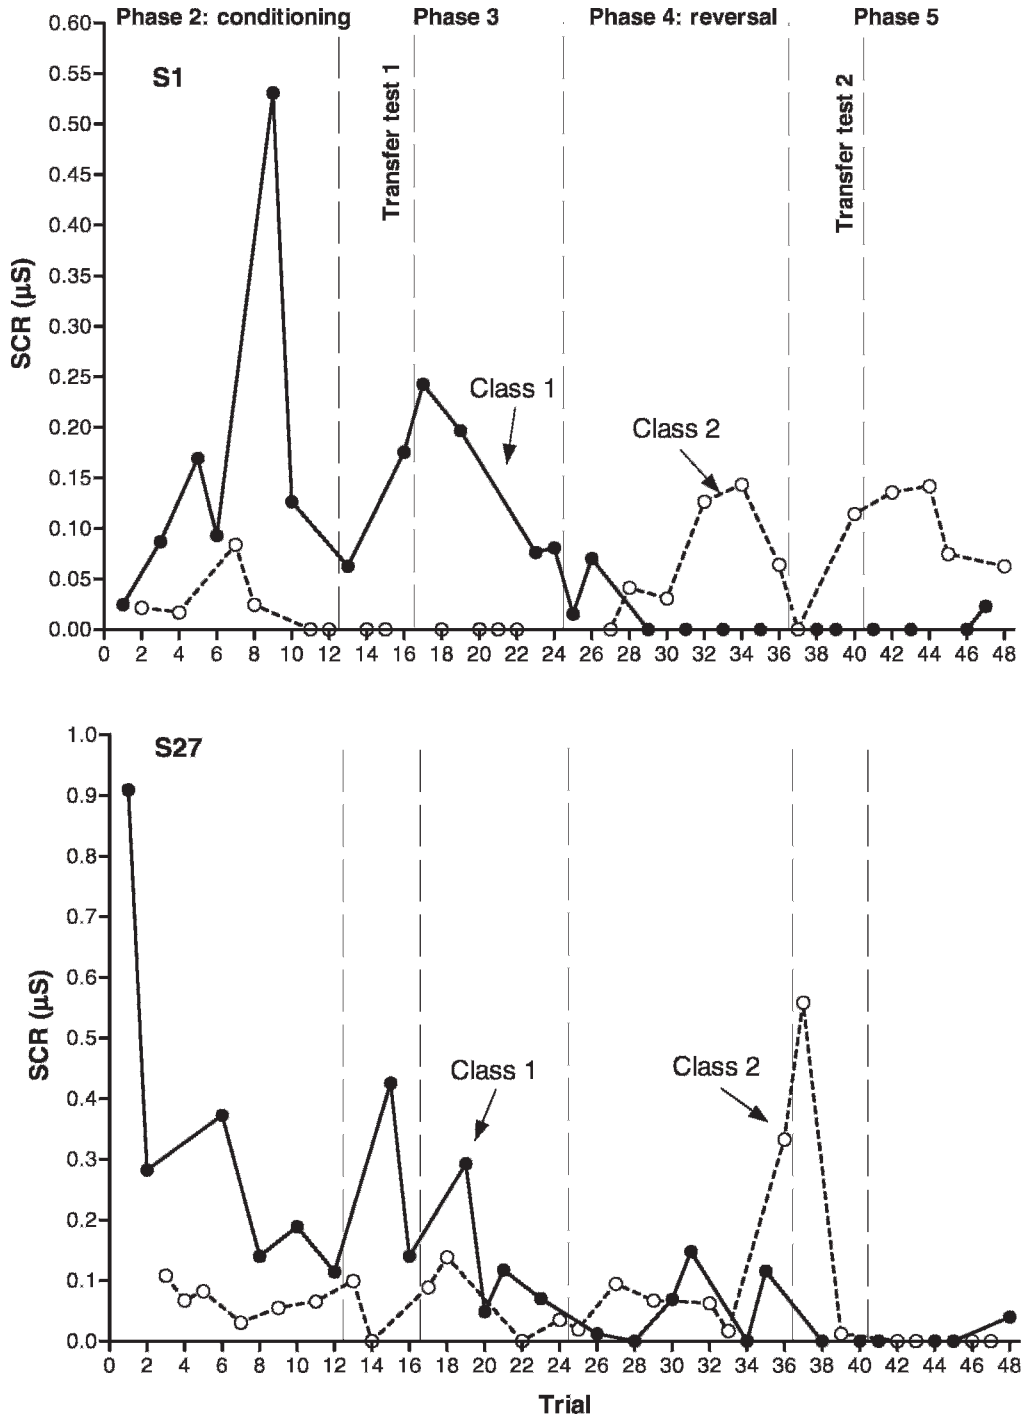 Phase 2: conditioning Phase 3 Phase 4: reversal Phase 5
0.60
S1
0.55
0.50
0.45
0.40
0.35
0.30
0.25
0.20
0.15
0.10
0.05
0.00
SCR (µS)
Transfer test 1
Transfer test 2
Class 1
Class 2
0 2 4 6 8 10 12 14 16 18 20 22 24 26 28 30 32 34 36 38 40 42 44 46 48
S27
1.0
0.9
0.8
0.7
0.6
0.5
0.4
0.3
0.2
0.1
0.0
SCR (µS)
Class 1
Class 2
0 2 4 6 8 10 12 14 16 18 20 22 24 26 28 30 32 34 36 38 40 42 44 46 48
Trial